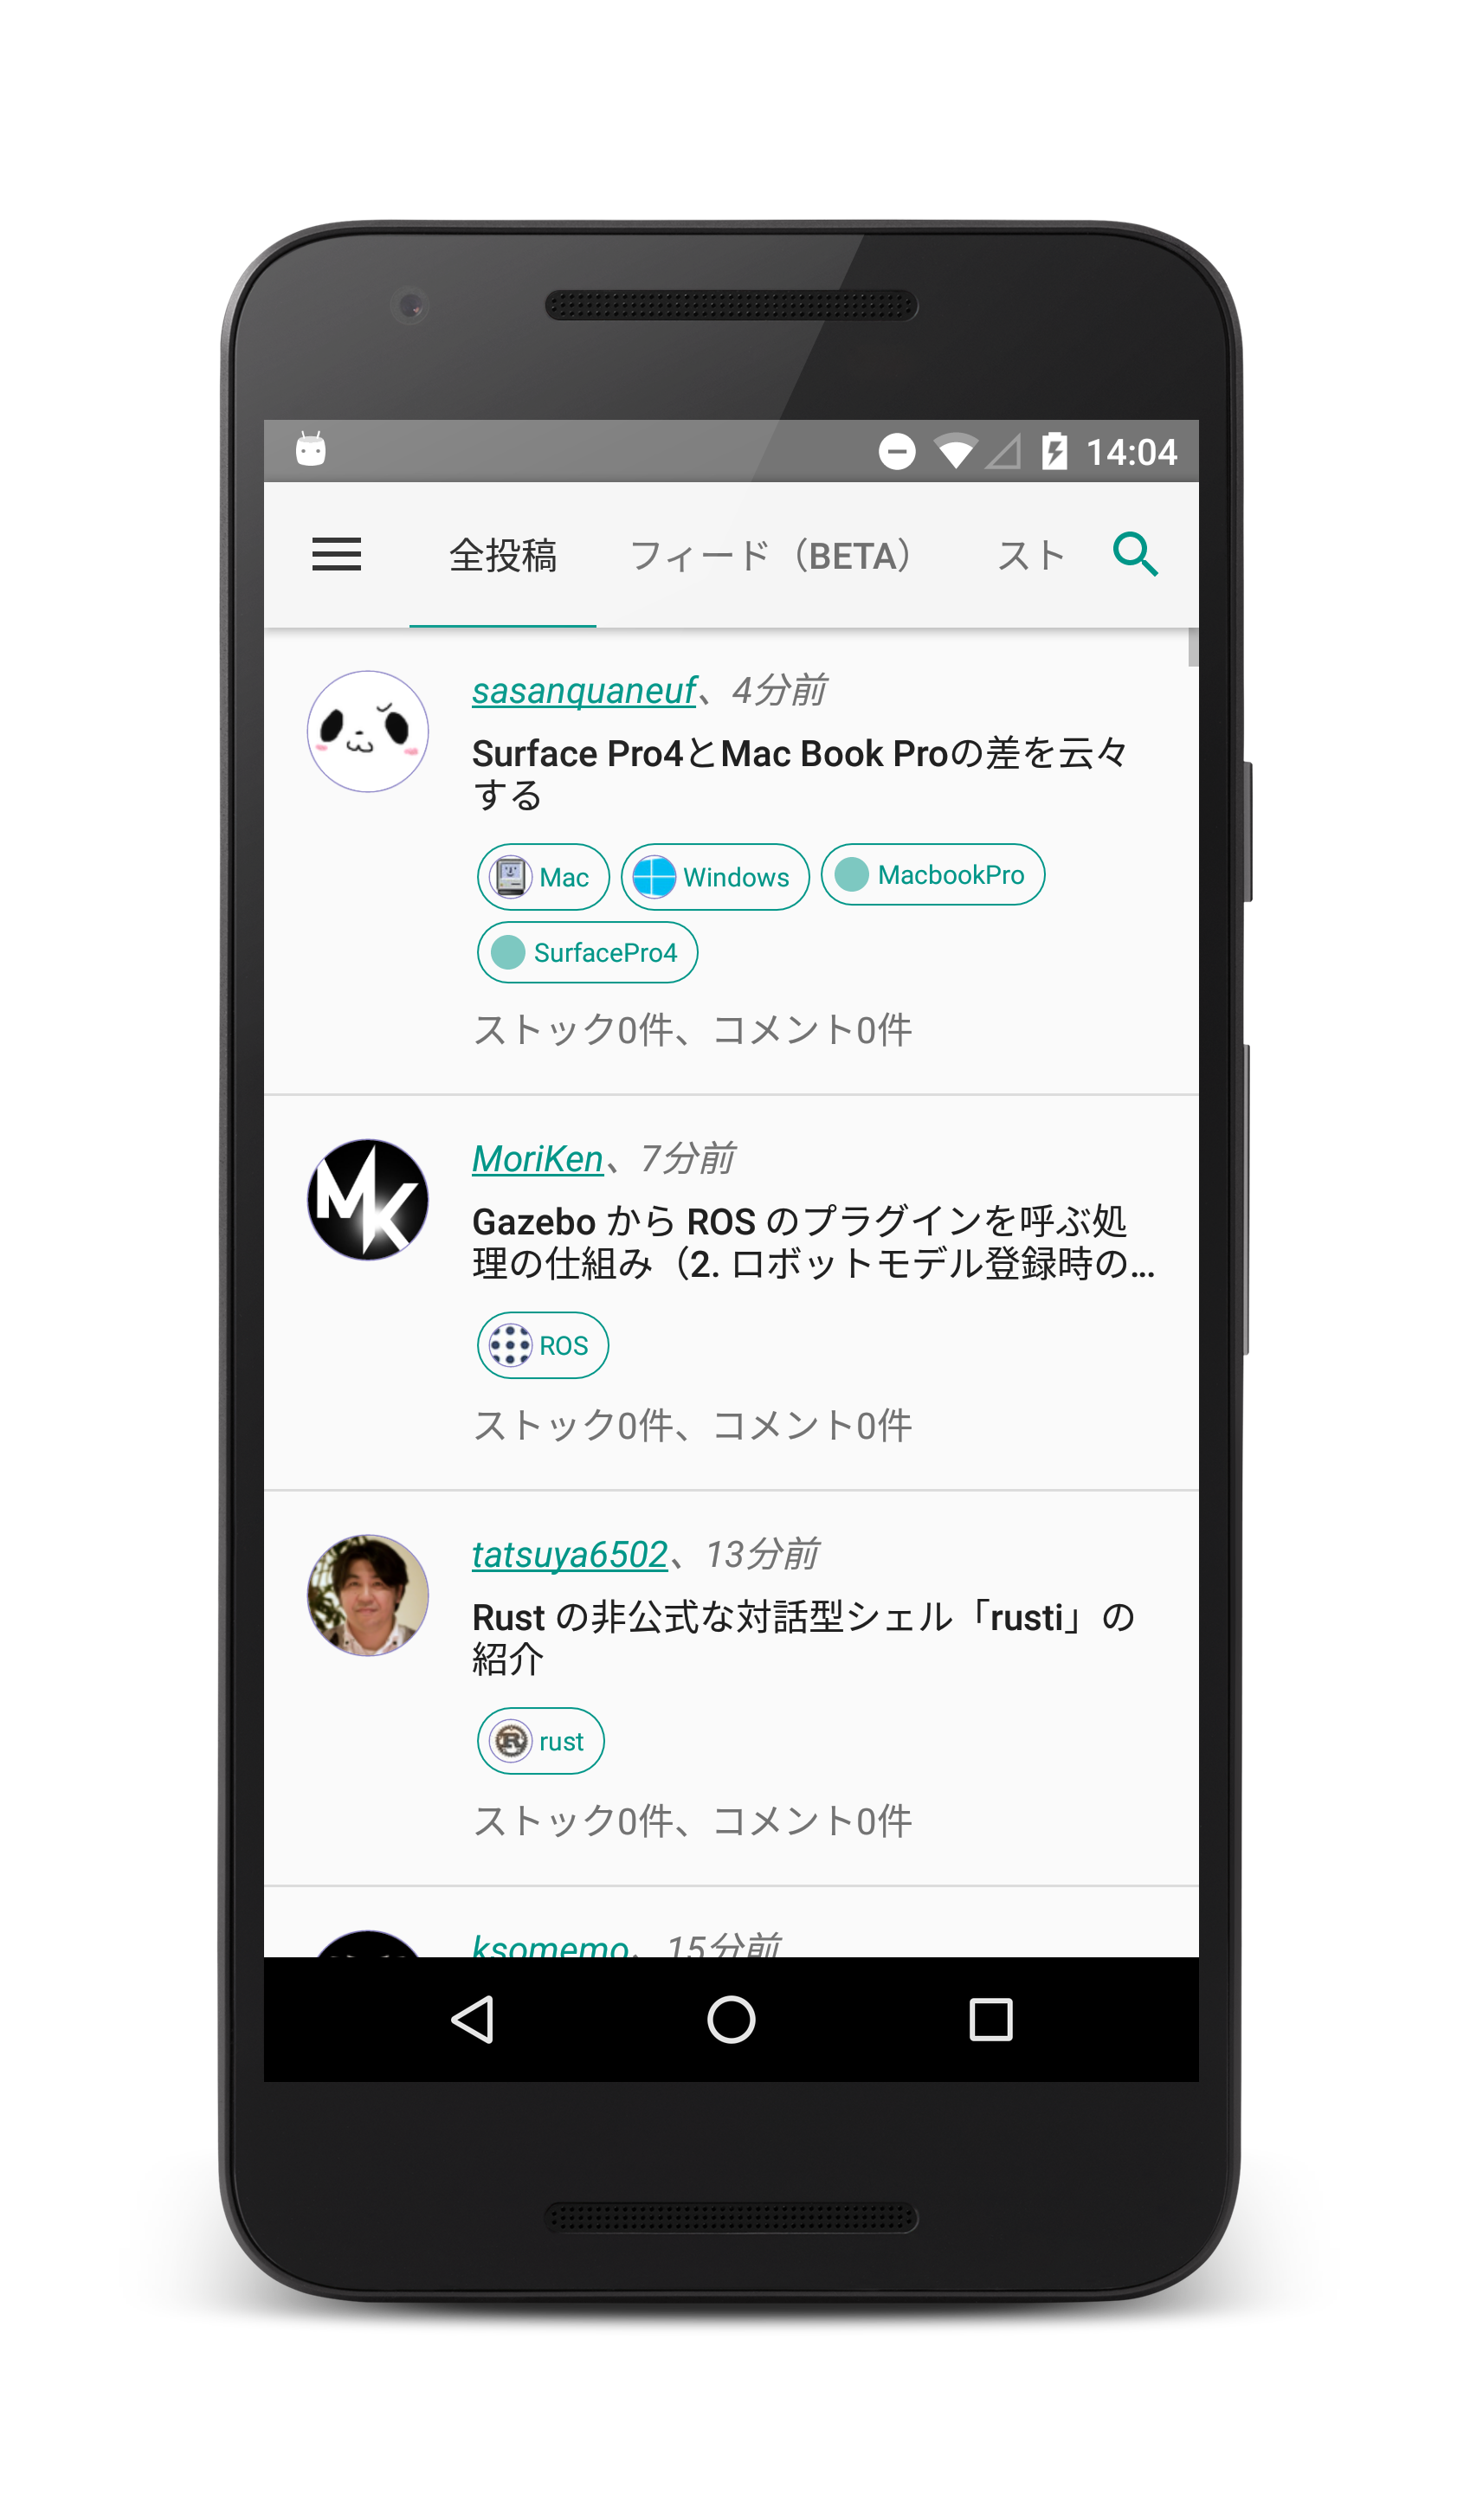 14:04
全投稿 フィード（BETA） スト
sasanquaneuf、4分前
Surface Pro4とMac Book Proの差を云々
する
Mac Windows MacbookPro
SurfacePro4
ストック0件、コメント0件
MK
MoriKen、7分前
Gazebo から ROS のプラグインを呼ぶ処
理の仕組み（2. ロボットモデル登録時の...
ROS
ストック0件、コメント0件
tatsuya6502、13分前
Rust の非公式な対話型シェル「rusti」の
紹介
R rust
ストック0件、コメント0件
ksomemo、15分前